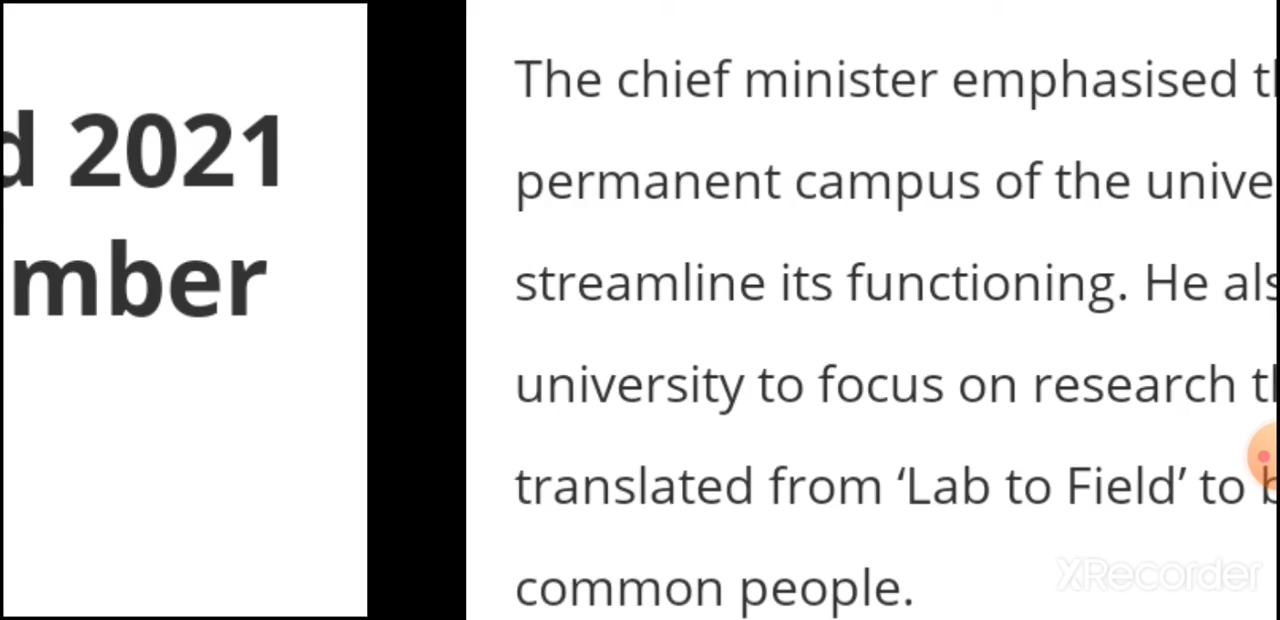 2021
mber
The chief minister emphasised
permanent campus of the unive
streamline its functioning. He als
university to focus on research
translated from ‘Lab to Field’ to
common people.
XRecorder